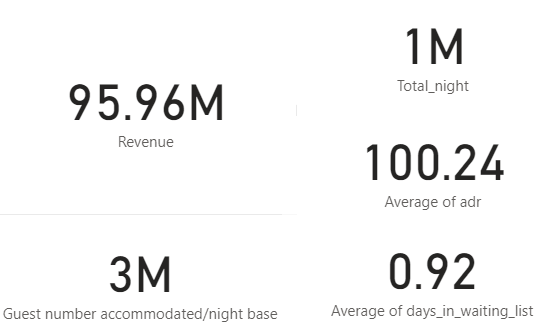 95.96M
Revenue
3M
Guest number accommodated/night base
1M
Total_night
100.24
Average of adr
0.92
Average of days_in_waiting_list